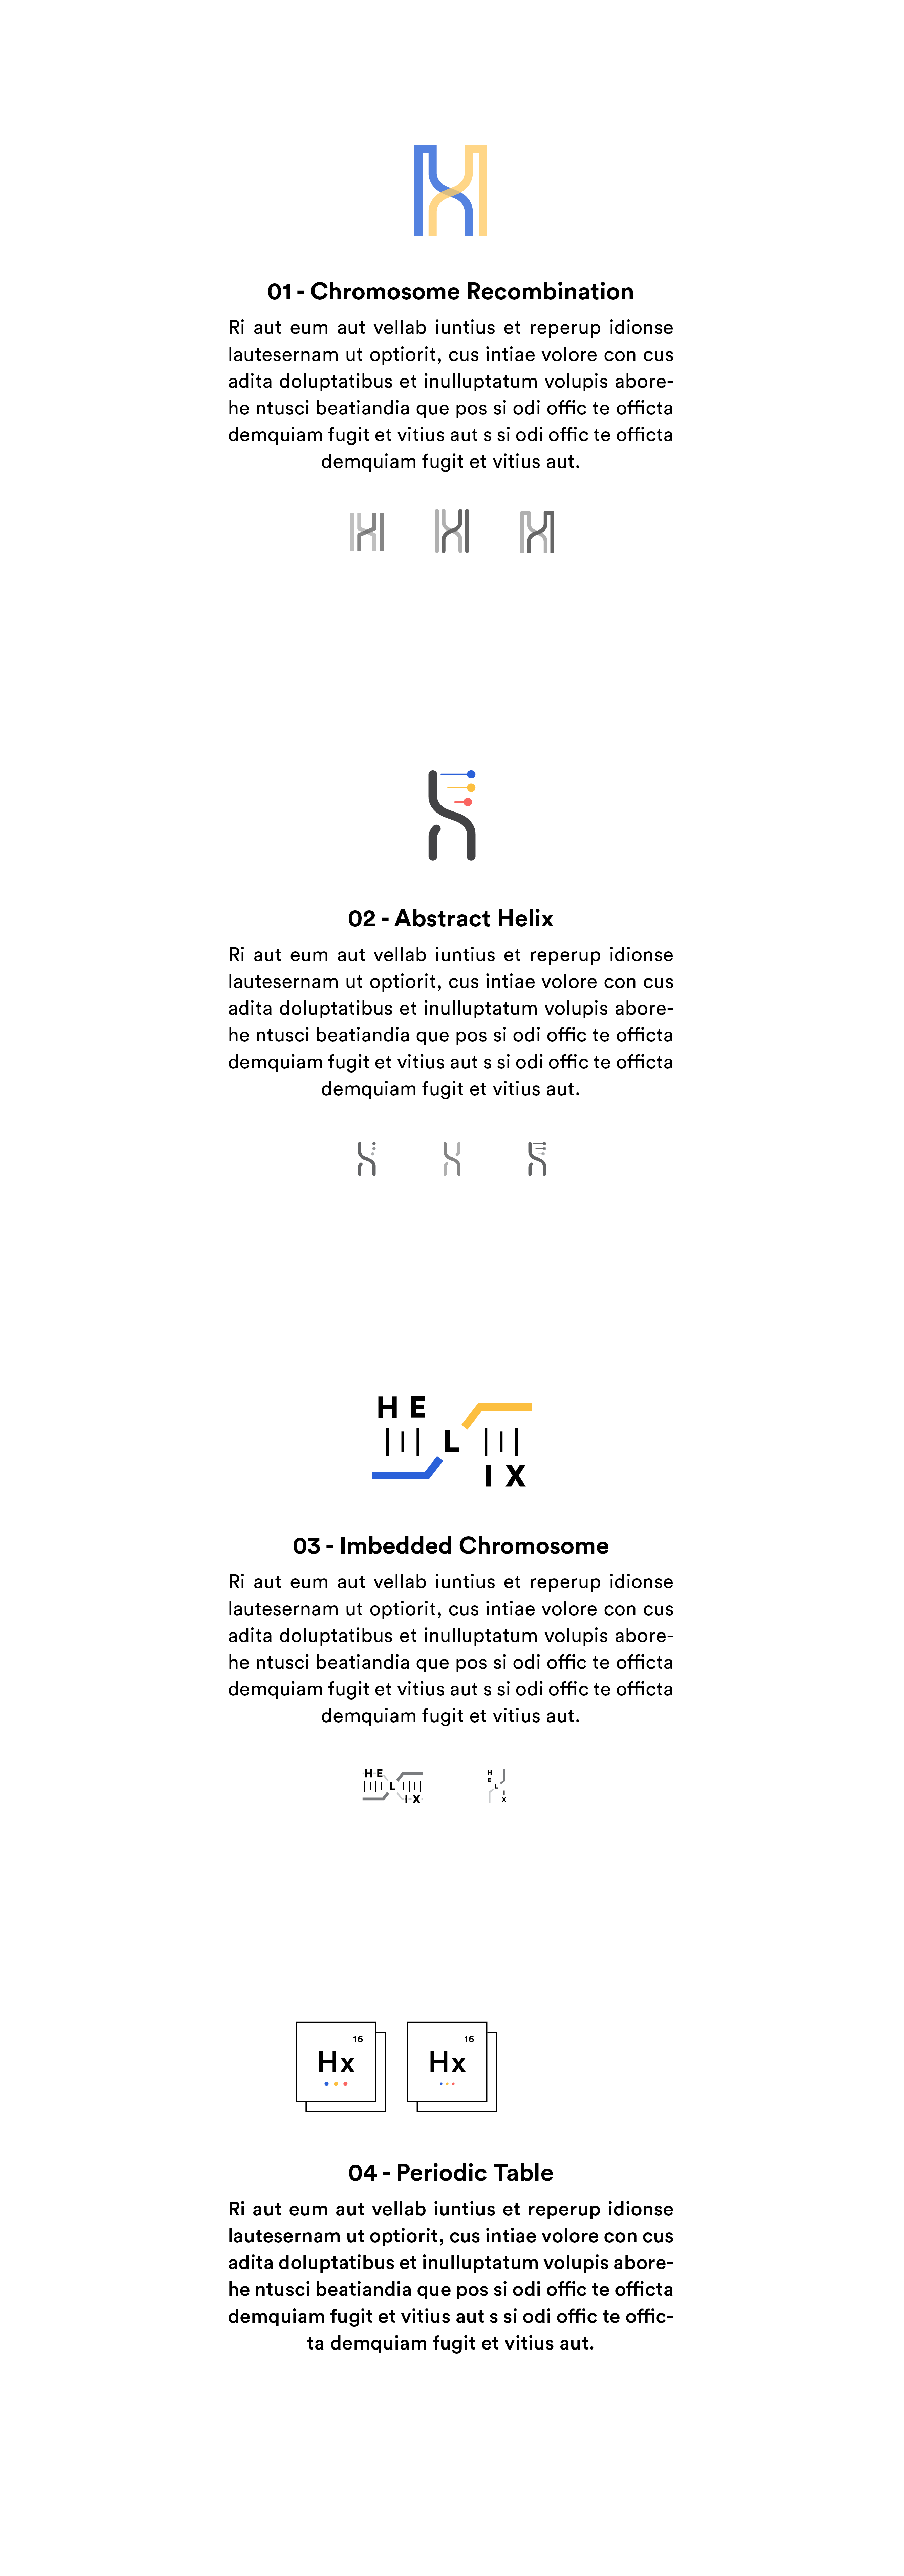 01 - Chromosome Recombination
Ri aut eum aut vellab iuntius et reperup idionse
lautesernam ut optiorit, cus intiae volore con cus
adita doluptatibus et inulluptatum volupis abore-
he ntusci beatiandia que pos si odi offic te officta
demquiam fugit et vitius aut s si odi offic te officta
demquiam fugit et vitius aut.
02 - Abstract Helix
Ri aut eum aut vellab iuntius et reperup idionse
lautesernam ut optiorit, cus intiae volore con cus
adita doluptatibus et inulluptatum volupis abore-
he ntusci beatiandia que pos si odi offic te officta
demquiam fugit et vitius aut s si odi offic te officta
demquiam fugit et vitius aut.
H E
L
I X
03 - Imbedded Chromosome
Ri aut eum aut vellab iuntius et reperup idionse
lautesernam ut optiorit, cus intiae volore con cus
adita doluptatibus et inulluptatum volupis abore-
he ntusci beatiandia que pos si odi offic te officta
demquiam fugit et vitius aut s si odi offic te officta
demquiam fugit et vitius aut.
H E
L
I X
H
E
L
I
X
16
Hx
16
Hx
04 - Periodic Table
Ri aut eum aut vellab iuntius et reperup idionse
lautesernam ut optiorit, cus intiae volore con cus
adita doluptatibus et inulluptatum volupis abore-
he ntusci beatiandia que pos si odi offic te officta
demquiam fugit et vitius aut s si odi offic te offic-
ta demquiam fugit et vitius aut.